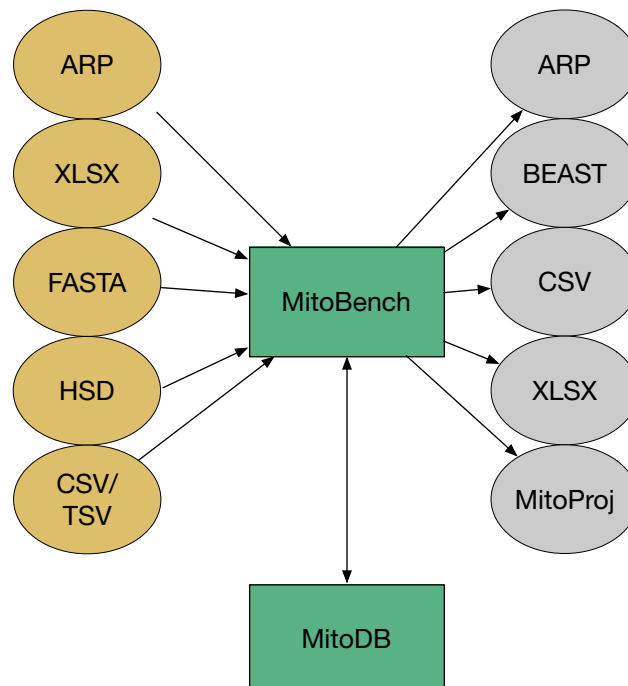 ARP
XLSX
FASTA
HSD
CSV/
TSV
MitoBench
MitoDB
ARP
BEAST
CSV
XLSX
MitoProj